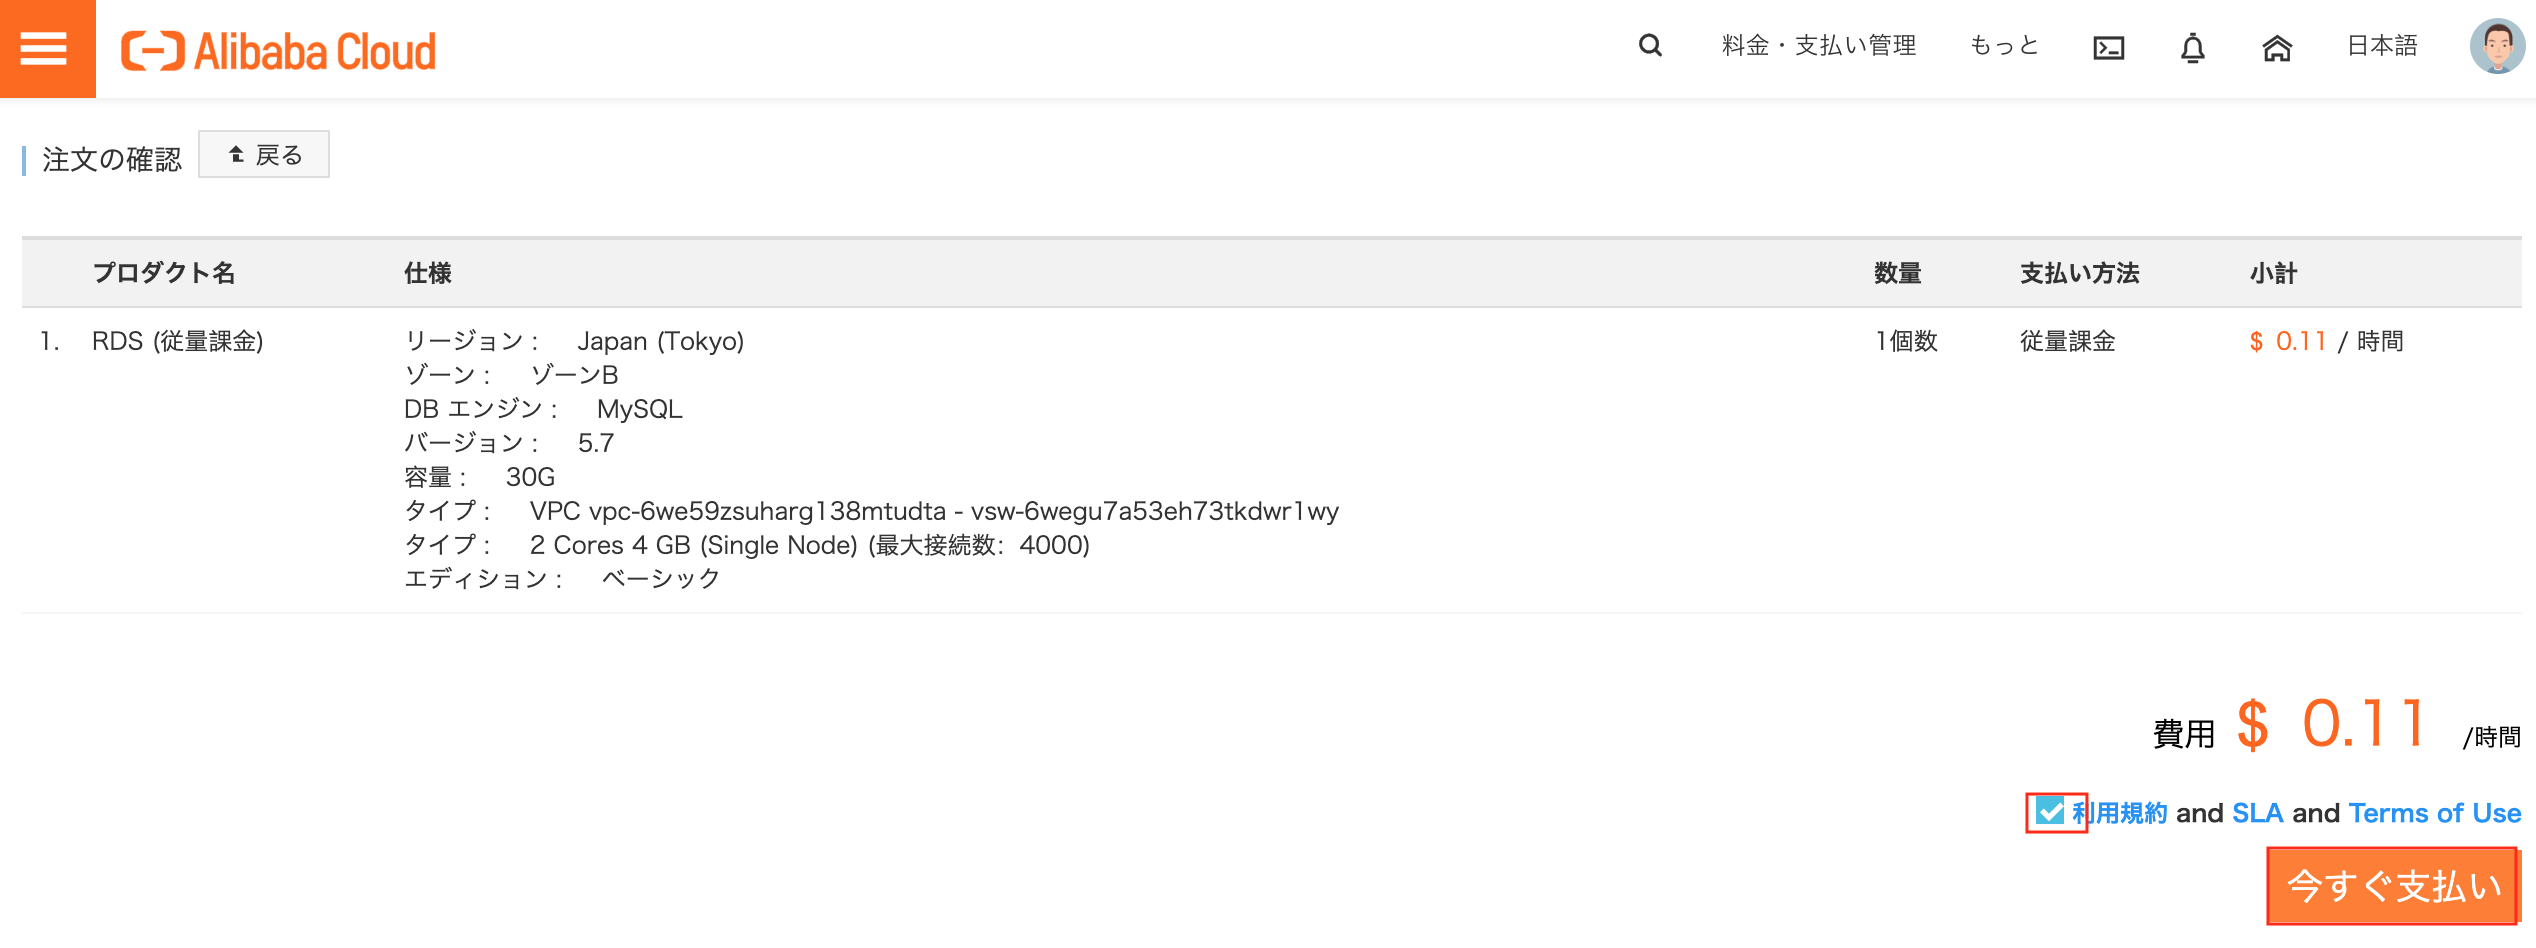 Alibaba Cloud 料金・支払い管理 もっと 日本語
注文の確認 戻る
プロダクト名 仕様 数量 支払い方法 小計
1. RDS (従量課金) リージョン： Japan (Tokyo) 1個数 従量課金 $ 0.11 / 時間
ゾーン： ゾーンB
DB エンジン： MySQL
バージョン： 5.7
容量： 30G
タイプ： VPC vpc-6we59zsuharg138mtudta - vsw-6wegu7a53eh73tkdwr1wy
タイプ： 2 Cores 4 GB (Single Node) (最大接続数：4000)
エディション： ベーシック
費用 $ 0.11 /時間
利用規約 and SLA and Terms of Use
今すぐ支払い